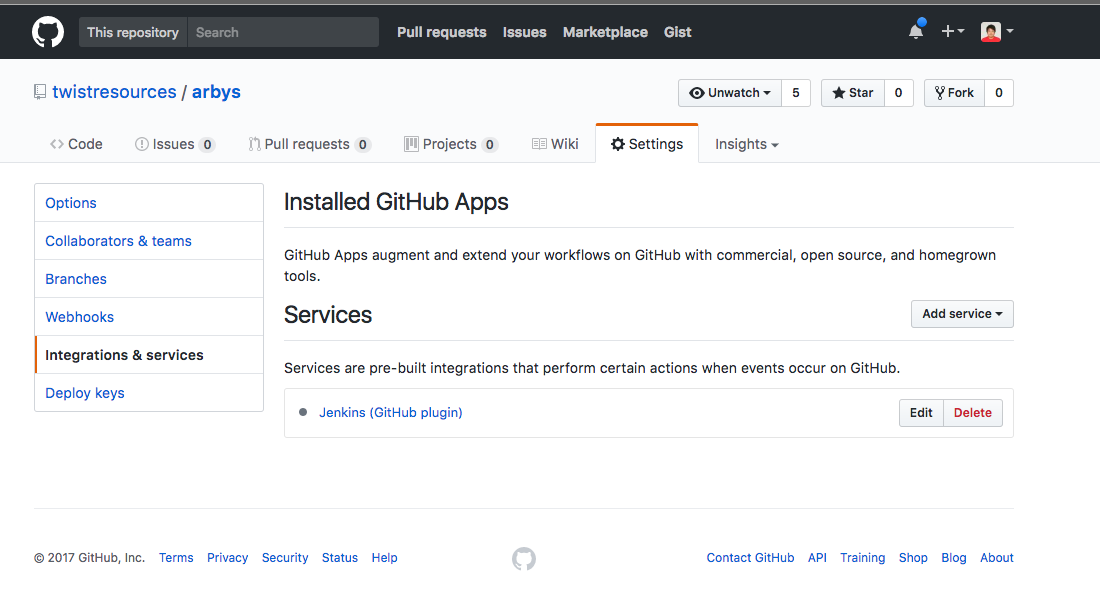 This repository Search Pull requests Issues Marketplace Gist
twistresources / arbys Unwatch 5 Star 0 Fork 0
Code Issues 0 Pull requests 0 Projects 0 Wiki Settings Insights
Options
Collaborators & teams
Branches
Webhooks
Integrations & services
Deploy keys
Installed GitHub Apps
GitHub Apps augment and extend your workflows on GitHub with commercial, open source, and homegrown
tools.
Services Add service
Services are pre-built integrations that perform certain actions when events occur on GitHub.
Jenkins (GitHub plugin) Edit Delete
© 2017 GitHub, Inc. Terms Privacy Security Status Help Contact GitHub API Training Shop Blog About